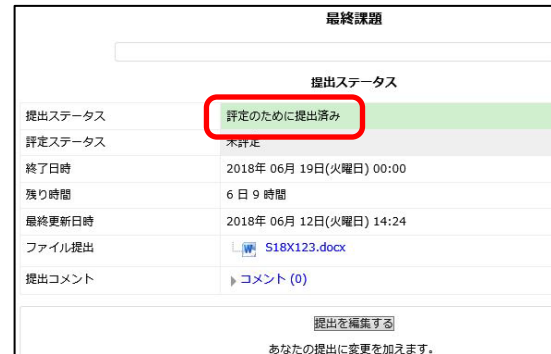 最終課題
提出ステータス
提出ステータス 評定のために提出済み
評定ステータス 未評定
終了日時 2018年 06月 19日(火曜日) 00:00
残り時間 6 日 9 時間
最終更新日時 2018年 06月 12日(火曜日) 14:24
ファイル提出 S18X123.docx
提出コメント コメント (0)
提出を編集する
あなたの提出に変更を加えます。